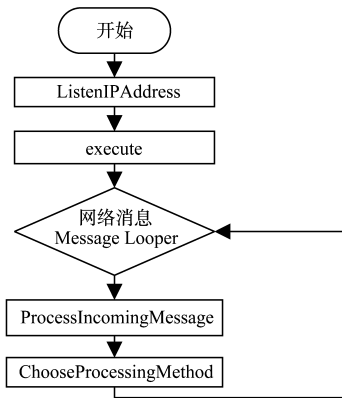 开始
ListenIPAddress
execute
网络消息
Message Looper
ProcessIncomingMessage
ChooseProcessingMethod